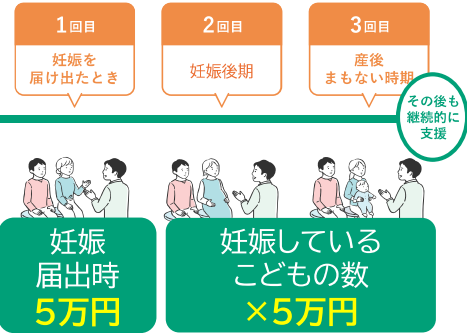 1回目
妊娠を
届け出たとき
2回目
妊娠後期
3回目
産後
まもない時期
その後も
継続的に
支援
妊娠
届出時
5万円
妊娠している
こどもの数
×5万円